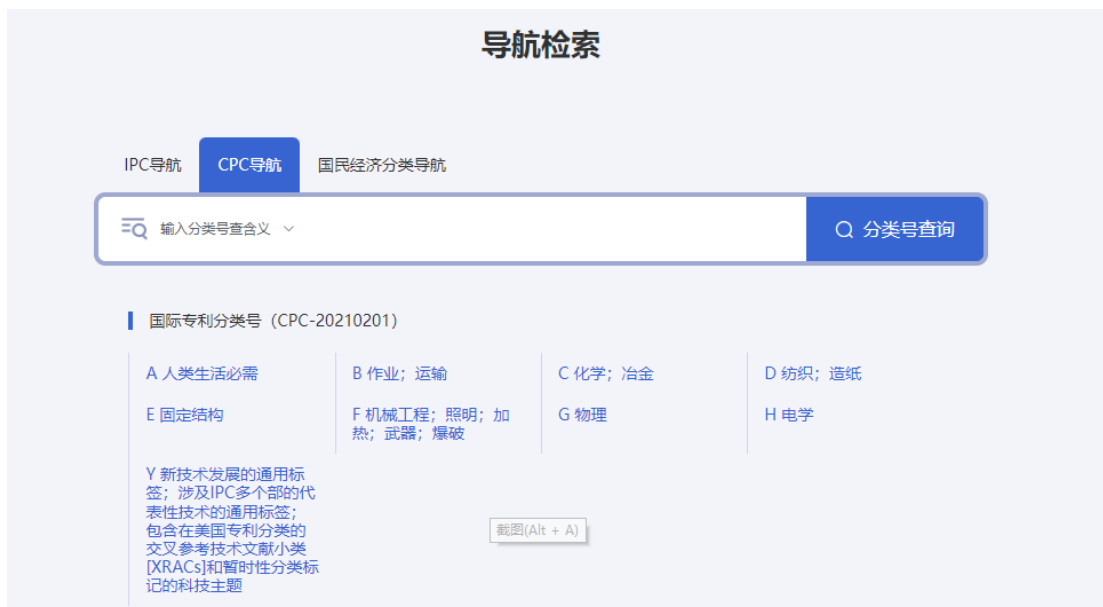 导航检索
IPC导航 CPC导航 国民经济分类导航
输入分类号查含义 分类号查询
国际专利分类号（CPC-20210201）
A 人类生活必需
B 作业；运输
C 化学；冶金
D 纺织；造纸
E 固定结构
F 机械工程；照明；加
热；武器；爆破
G 物理
H 电学
Y 新技术发展的通用标
签；涉及IPC多个部的代
表性技术的通用标签；
包含在美国专利分类的
交叉参考技术文献小类
[XRACs]和暂时性分类标
记的科技主题
截图(Alt + A)